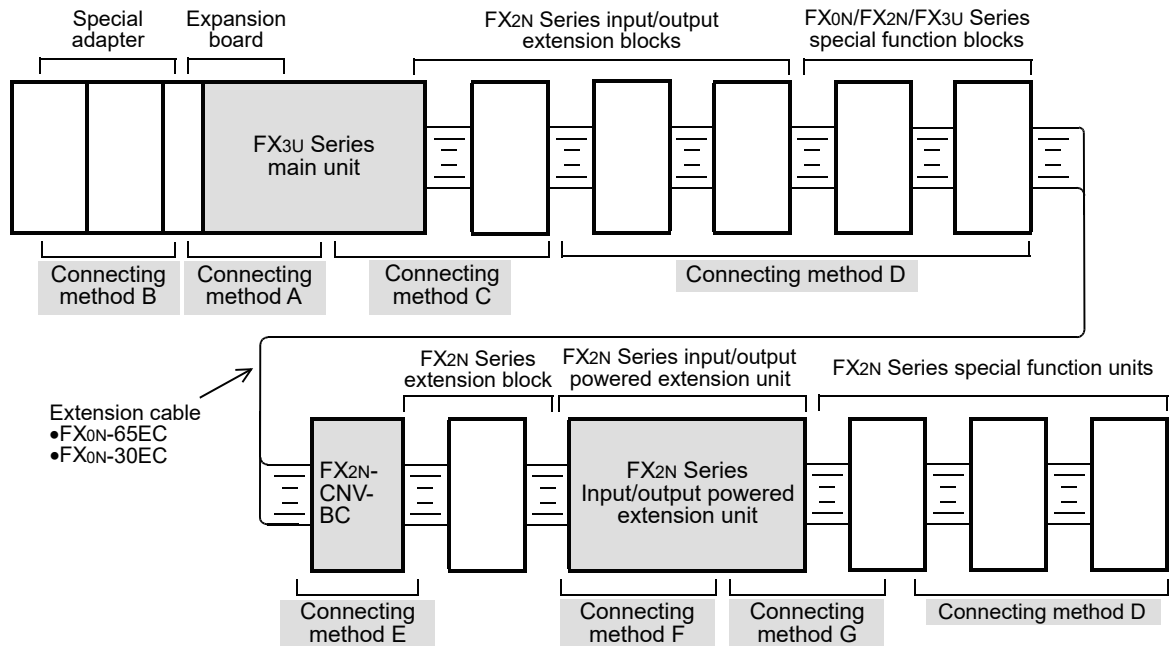 Special
adapter
Expansion
board
FX2N Series input/output
extension blocks
FX0N/FX2N/FX3U Series
special function blocks
FX3U Series
main unit
Connecting
method B
Connecting
method A
Connecting
method C
Connecting method D
Extension cable
•FX0N-65EC
•FX0N-30EC
FX2N Series
extension block
FX2N Series input/output
powered extension unit
FX2N Series special function units
FX2N-
CNV-
BC
FX2N Series
Input/output powered
extension unit
Connecting
method E
Connecting
method F
Connecting
method G
Connecting method D